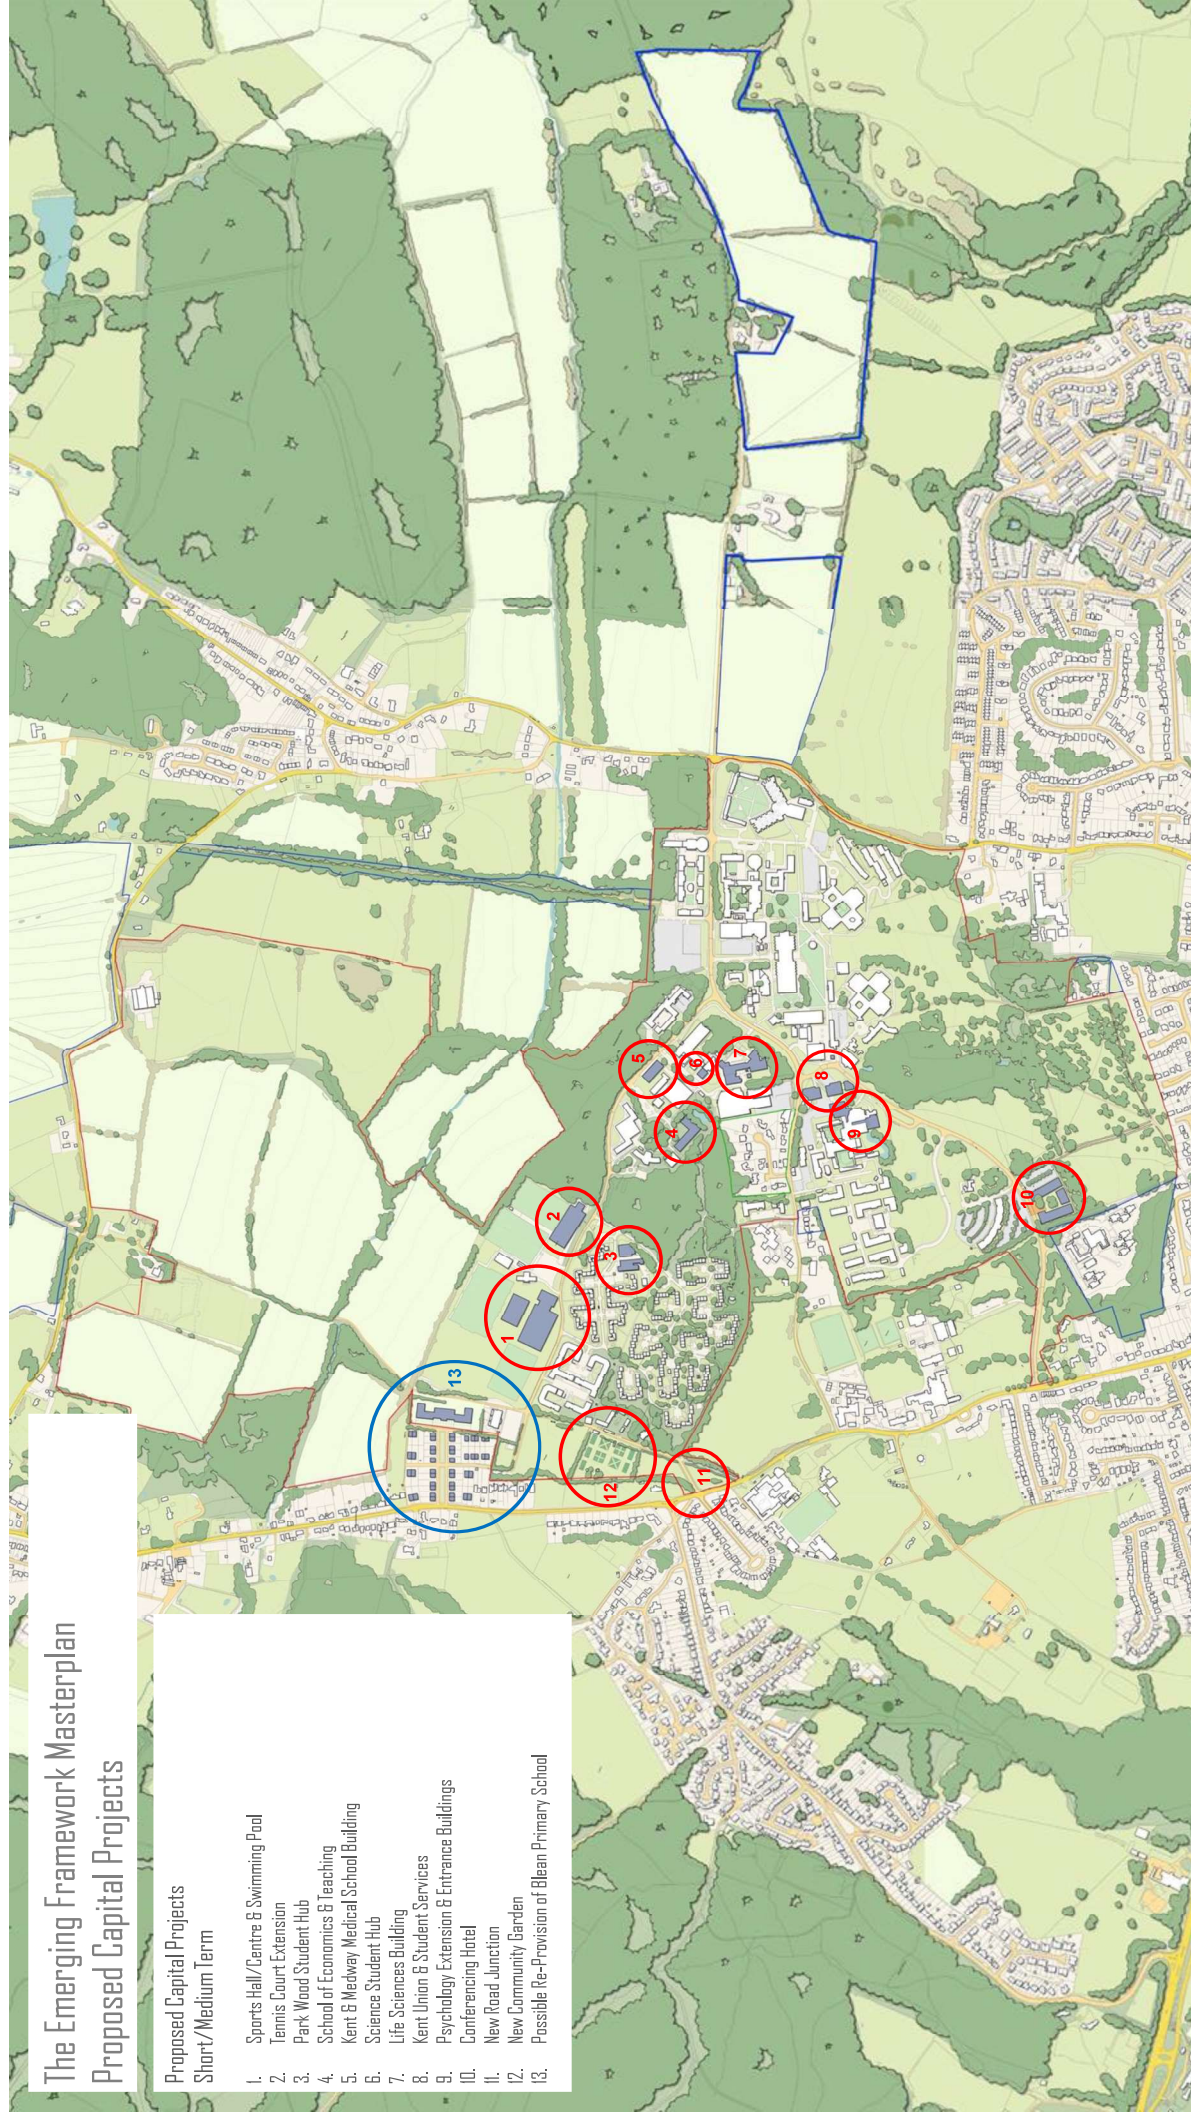 The Emerging Framework Masterplan
Proposed Capital Projects
Proposed Capital Projects
Short/Medium Term
1. Sports Hall/Centre & Swimming Pool
2. Tennis Court Extension
3. Park Wood Student Hub
4. School of Economics & Teaching
5. Kent & Medway Medical School Building
6. Science Student Hub
7. Life Sciences Building
8. Kent Union & Student Services
9. Psychology Extension & Entrance Buildings
10. Conferencing Hotel
11. New Road Junction
12. New Community Garden
13. Possible Re-Provision of Blean Primary School
13
1
2
3
12
11
4
5
6
7
8
9
10